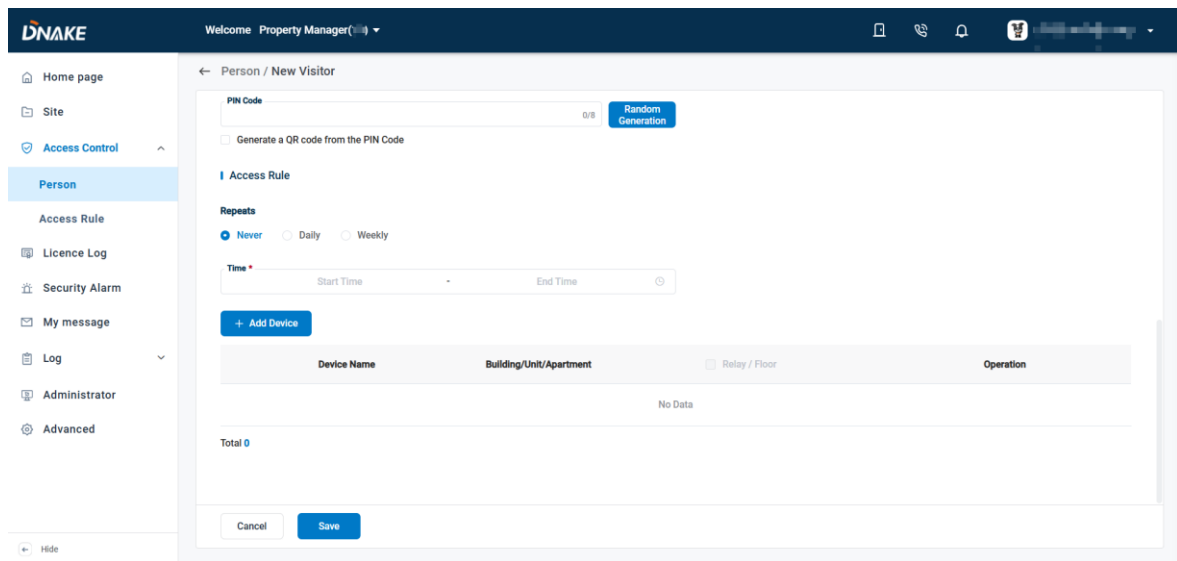 DNAKE
Welcome Property Manager(
Home page
Site
Access Control
Person
Access Rule
Licence Log
Security Alarm
My message
Log
Administrator
Advanced
Hide
Person / New Visitor
PIN Code
0/8
Random
Generation
Generate a QR code from the PIN Code
Access Rule
Repeats
Never Daily Weekly
Time *
Start Time - End Time
+ Add Device
Device Name Building/Unit/Apartment Relay / Floor Operation
No Data
Total 0
Cancel Save